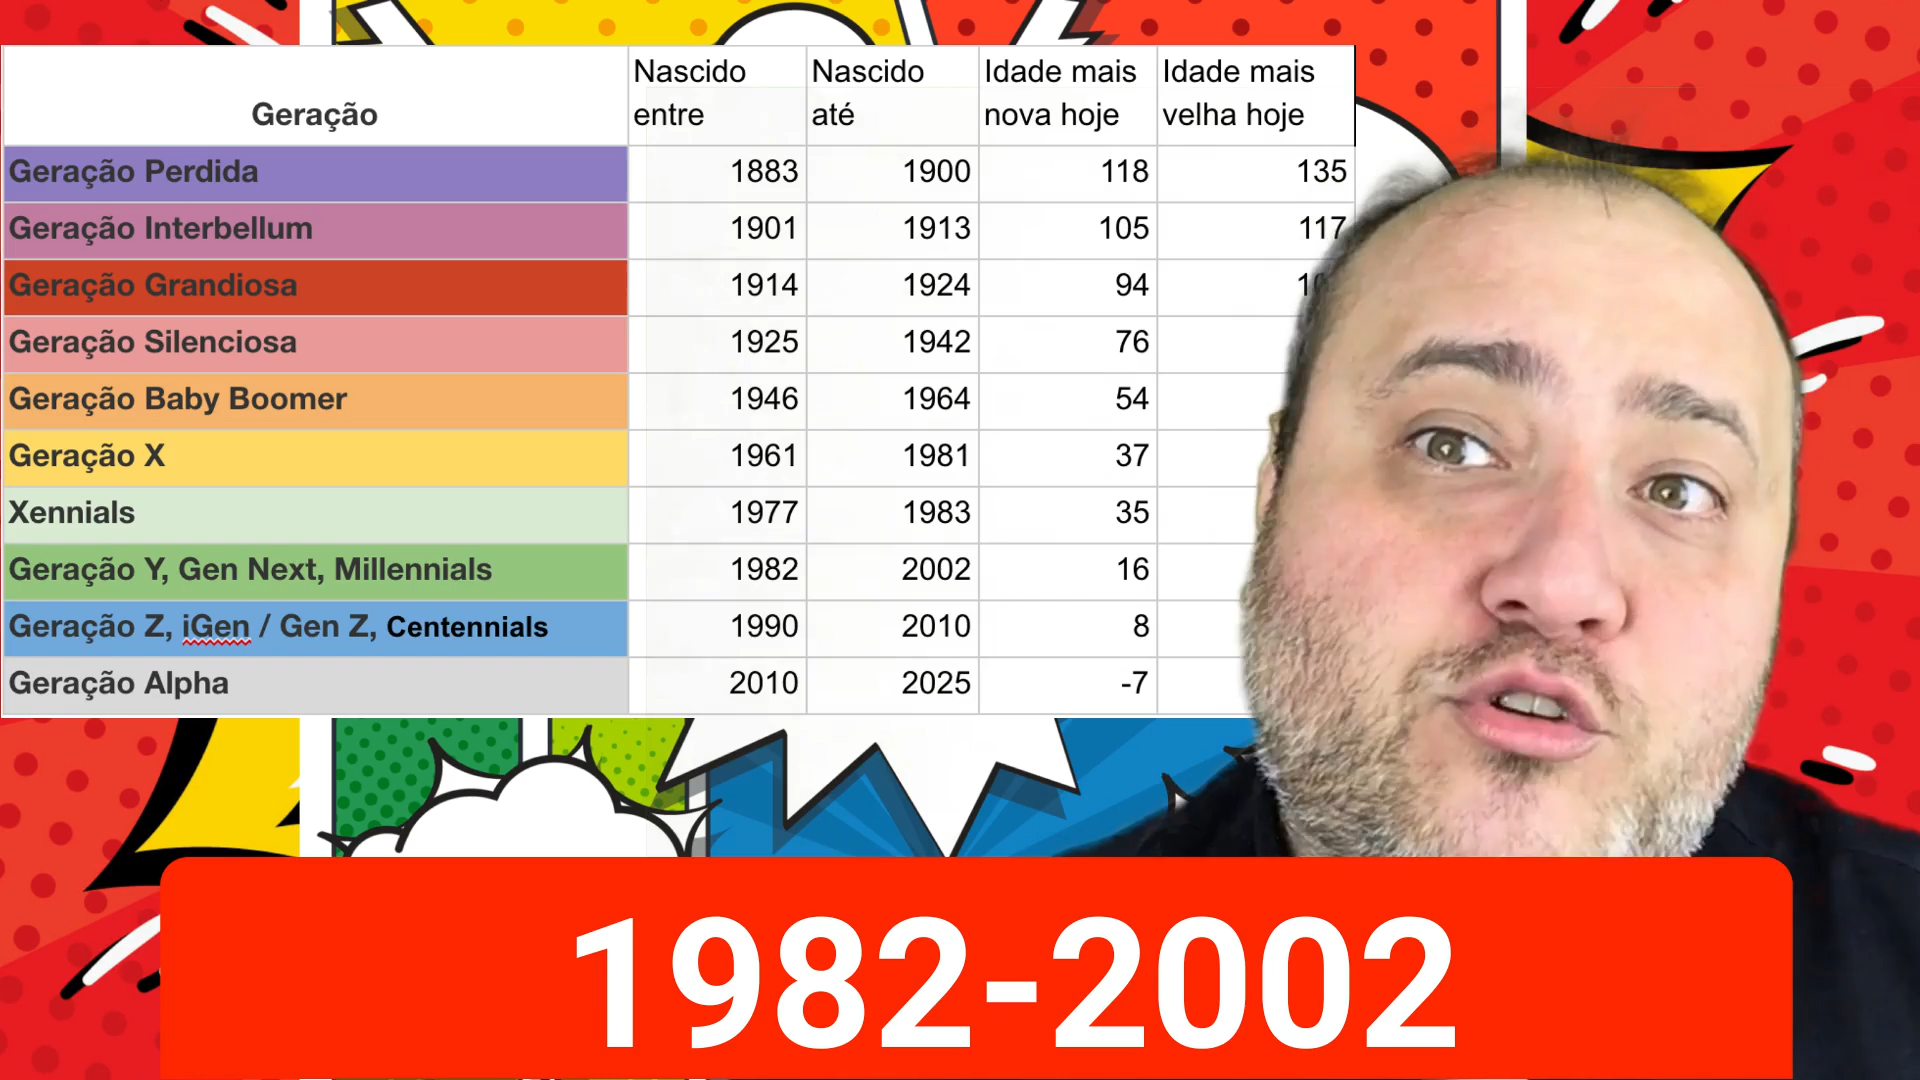 Geração Nascido entre Nascido até Idade mais nova hoje Idade mais velha hoje
Geração Perdida 1883 1900 118 135
Geração Interbellum 1901 1913 105 117
Geração Grandiosa 1914 1924 94
Geração Silenciosa 1925 1942 76
Geração Baby Boomer 1946 1964 54
Geração X 1961 1981 37
Xennials 1977 1983 35
Geração Y, Gen Next, Millennials 1982 2002 16
Geração Z, iGen / Gen Z, Centennials 1990 2010 8
Geração Alpha 2010 2025 -7
1982-2002